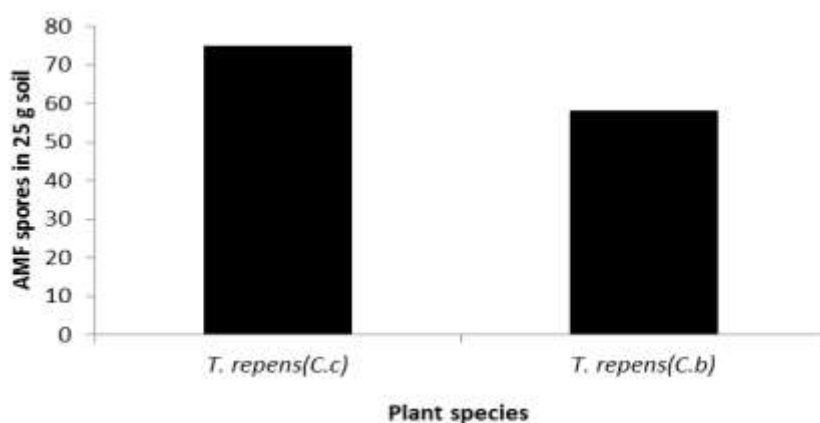 AMF spores in 25 g soil
80
70
60
50
40
30
20
10
0
T. repens(C.c)
T. repens(C.b)
Plant species